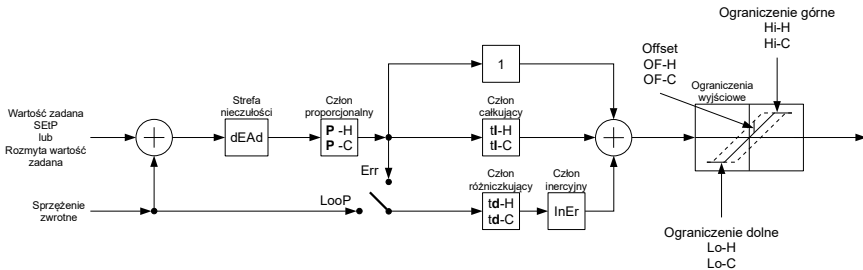 Ograniczenie górne
Hi-H
Hi-C
Offset
OF-H
OF-C
Ograniczenia
wyjściowe
1
Wartość zadana
SEtP
lub
Rozmyta wartość
zadana
Strefa
nieczułości
dEAd
Człon
proporcjonalny
P -H
P -C
Człon
całkujący
tI-H
tI-C
Err
LooP
Człon
różniczkujący
td-H
td-C
Człon
inercyjny
InEr
Sprzężenie
zwrotne
Ograniczenie dolne
Lo-H
Lo-C